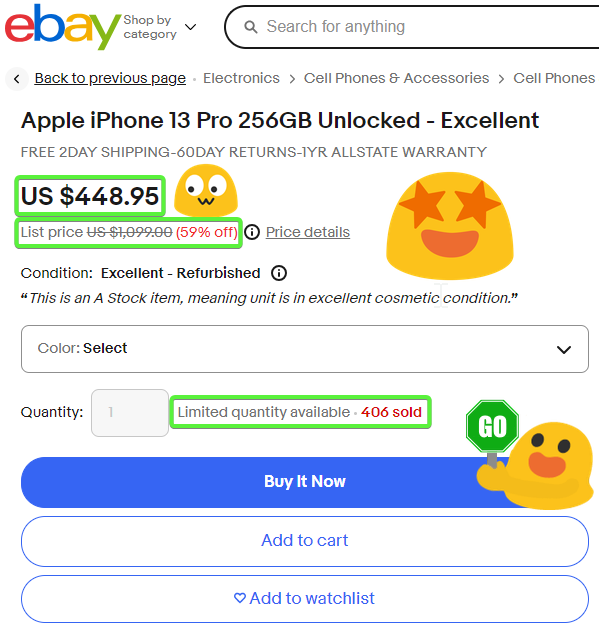 ebay Shop by category Search for anything
Back to previous page · Electronics > Cell Phones & Accessories > Cell Phones
Apple iPhone 13 Pro 256GB Unlocked - Excellent
FREE 2DAY SHIPPING-60DAY RETURNS-1YR ALLSTATE WARRANTY
US $448.95
List price US $1,099.00 (59% off) Price details
Condition: Excellent - Refurbished
“This is an A Stock item, meaning unit is in excellent cosmetic condition.”
Color: Select
Quantity: 1 Limited quantity available · 406 sold
GO
Buy It Now
Add to cart
Add to watchlist